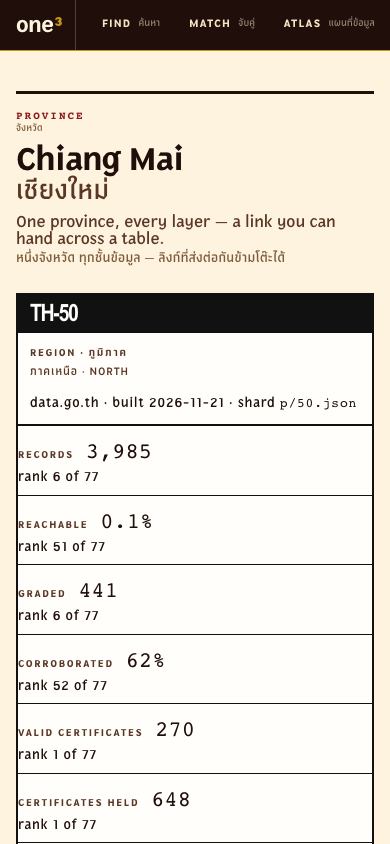 one³ FIND ค้นหา MATCH จับคู่ ATLAS แผนที่ข้อมูล
PROVINCE
จังหวัด
Chiang Mai
เชียงใหม่
One province, every layer — a link you can
hand across a table.
หนึ่งจังหวัด ทุกชั้นข้อมูล — ลิงก์ที่ส่งต่อกันข้ามโต๊ะได้
TH-50
REGION · ภูมิภาค
ภาคเหนือ · NORTH
data.go.th · built 2026-11-21 · shard p/50.json
RECORDS 3,985
rank 6 of 77
REACHABLE 0.1%
rank 51 of 77
GRADED 441
rank 6 of 77
CORROBORATED 62%
rank 52 of 77
VALID CERTIFICATES 270
rank 1 of 77
CERTIFICATES HELD 648
rank 1 of 77